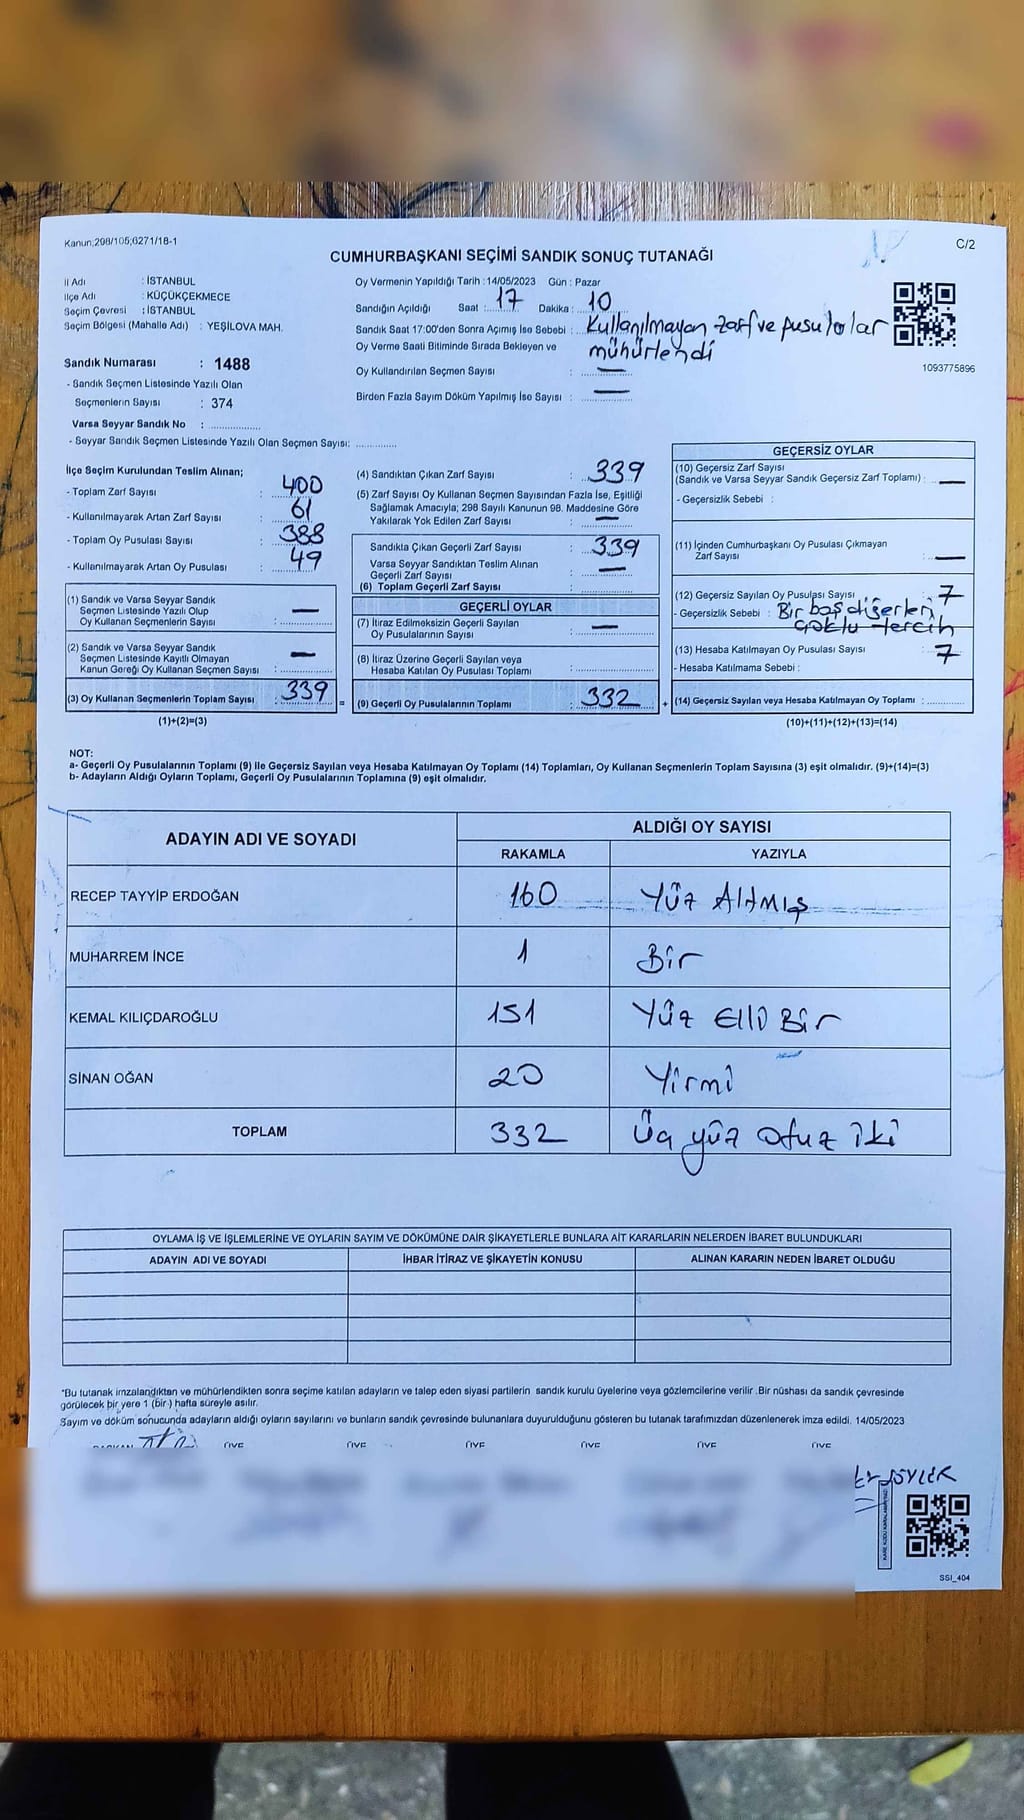 Kanun;298/105;6271/18-1
C/2
CUMHURBAŞKANI SEÇİMİ SANDIK SONUÇ TUTANAĞI
İl Adı : İSTANBUL
İlçe Adı : KÜÇÜKÇEKMECE
Seçim Çevresi : İSTANBUL
Seçim Bölgesi (Mahalle Adı) : YEŞİLOVA MAH.
Sandık Numarası : 1488
- Sandık Seçmen Listesinde Yazılı Olan
Seçmenlerin Sayısı : 374
Varsa Seyyar Sandık No : ................
- Seyyar Sandık Seçmen Listesinde Yazılı Olan Seçmen Sayısı: .............
Oy Vermenin Yapıldığı Tarih :14/05/2023 Gün : Pazar
Sandığın Açıldığı Saat : 17 Dakika : 10
Sandık Saat 17:00'den Sonra Açımış İse Sebebi : Kullanılmayan zarf ve pusulalar
mühürlendi
Oy Verme Saati Bitiminde Sırada Bekleyen ve
Oy Kullandırılan Seçmen Sayısı : —
Birden Fazla Sayım Döküm Yapılmış İse Sayısı : —
1093775896
İlçe Seçim Kurulundan Teslim Alınan;
- Toplam Zarf Sayısı : 400
- Kullanılmayarak Artan Zarf Sayısı : 61
- Toplam Oy Pusulası Sayısı : 388
- Kullanılmayarak Artan Oy Pusulası : 49
(1) Sandık ve Varsa Seyyar Sandık
Seçmen Listesinde Yazılı Olup
Oy Kullanan Seçmenlerin Sayısı : —
(2) Sandık ve Varsa Seyyar Sandık
Seçmen Listesinde Kayıtlı Olmayan
Kanun Gereği Oy Kullanan Seçmen Sayısı : —
(3) Oy Kullanan Seçmenlerin Toplam Sayısı : 339
(1)+(2)=(3)
(4) Sandıktan Çıkan Zarf Sayısı : 339
(5) Zarf Sayısı Oy Kullanan Seçmen Sayısından Fazla İse, Eşitliği
Sağlamak Amacıyla; 298 Sayılı Kanunun 98. Maddesine Göre
Yakılarak Yok Edilen Zarf Sayısı : —
Sandıkta Çıkan Geçerli Zarf Sayısı : 339
Varsa Seyyar Sandıktan Teslim Alınan
Geçerli Zarf Sayısı : —
(6) Toplam Geçerli Zarf Sayısı :
GEÇERLİ OYLAR
(7) İtiraz Edilmeksizin Geçerli Sayılan
Oy Pusulalarının Sayısı : —
(8) İtiraz Üzerine Geçerli Sayılan veya
Hesaba Katılan Oy Pusulası Toplamı :
= (9) Geçerli Oy Pusulalarının Toplamı : 332 +
GEÇERSİZ OYLAR
(10) Geçersiz Zarf Sayısı
(Sandık ve Varsa Seyyar Sandık Geçersiz Zarf Toplamı) : —
- Geçersizlik Sebebi :
(11) İçinden Cumhurbaşkanı Oy Pusulası Çıkmayan
Zarf Sayısı : —
(12) Geçersiz Sayılan Oy Pusulası Sayısı : 7
- Geçersizlik Sebebi : Bir boş diğerleri
çoklu tercih
(13) Hesaba Katılmayan Oy Pusulası Sayısı : 7
- Hesaba Katılmama Sebebi :
(14) Geçersiz Sayılan veya Hesaba Katılmayan Oy Toplamı : ............
(10)+(11)+(12)+(13)=(14)
NOT:
a- Geçerli Oy Pusulalarının Toplamı (9) ile Geçersiz Sayılan veya Hesaba Katılmayan Oy Toplamı (14) Toplamları, Oy Kullanan Seçmenlerin Toplam Sayısına (3) eşit olmalıdır. (9)+(14)=(3)
b- Adayların Aldığı Oyların Toplamı, Geçerli Oy Pusulalarının Toplamına (9) eşit olmalıdır.
ADAYIN ADI VE SOYADI ALDIĞI OY SAYISI
RAKAMLA YAZIYLA
RECEP TAYYİP ERDOĞAN 160 Yüz Altmış
MUHARREM İNCE 1 Bir
KEMAL KILIÇDAROĞLU 151 Yüz Elli Bir
SİNAN OĞAN 20 Yirmi
TOPLAM 332 Üç yüz otuz iki
OYLAMA İŞ VE İŞLEMLERİNE VE OYLARIN SAYIM VE DÖKÜMÜNE DAİR ŞİKAYETLERLE BUNLARA AİT KARARLARIN NELERDEN İBARET BULUNDUKLARI
ADAYIN ADI VE SOYADI İHBAR İTİRAZ VE ŞİKAYETİN KONUSU ALINAN KARARIN NEDEN İBARET OLDUĞU
*Bu tutanak imzalandıktan ve mühürlendikten sonra seçime katılan adayların ve talep eden siyasi partilerin sandık kurulu üyelerine veya gözlemcilerine verilir .Bir nüshası da sandık çevresinde
görülecek bir yere 1 (bir ) hafta süreyle asılır.
Sayım ve döküm sonucunda adayların aldığı oyların sayılarını ve bunların sandık çevresinde bulunanlara duyurulduğunu gösteren bu tutanak tarafımızdan düzenlenerek imza edildi. 14/05/2023
BAŞKAN ÜYE ÜYE ÜYE ÜYE ÜYE ÜYE
SSI_404